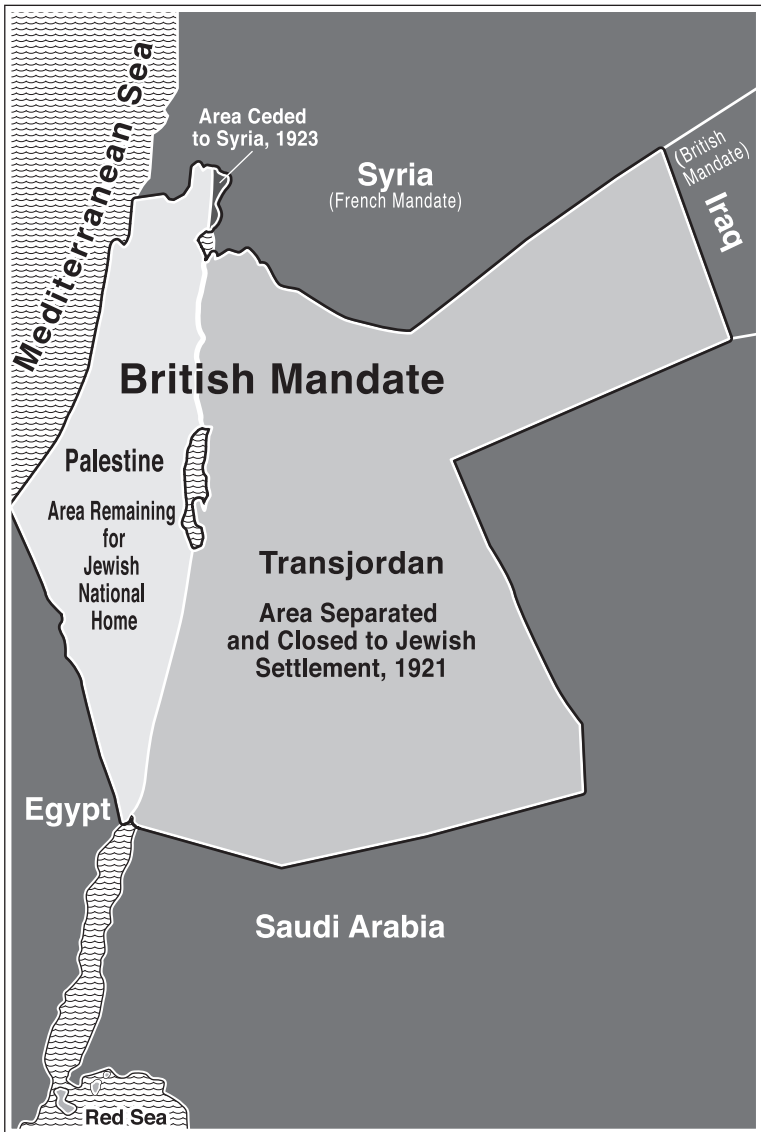 Mediterranean Sea
Area Ceded
to Syria, 1923
Syria
(French Mandate)
(British
Mandate)
Iraq
British Mandate
Palestine
Area Remaining
for
Jewish
National
Home
Transjordan
Area Separated
and Closed to Jewish
Settlement, 1921
Egypt
Saudi Arabia
Red Sea